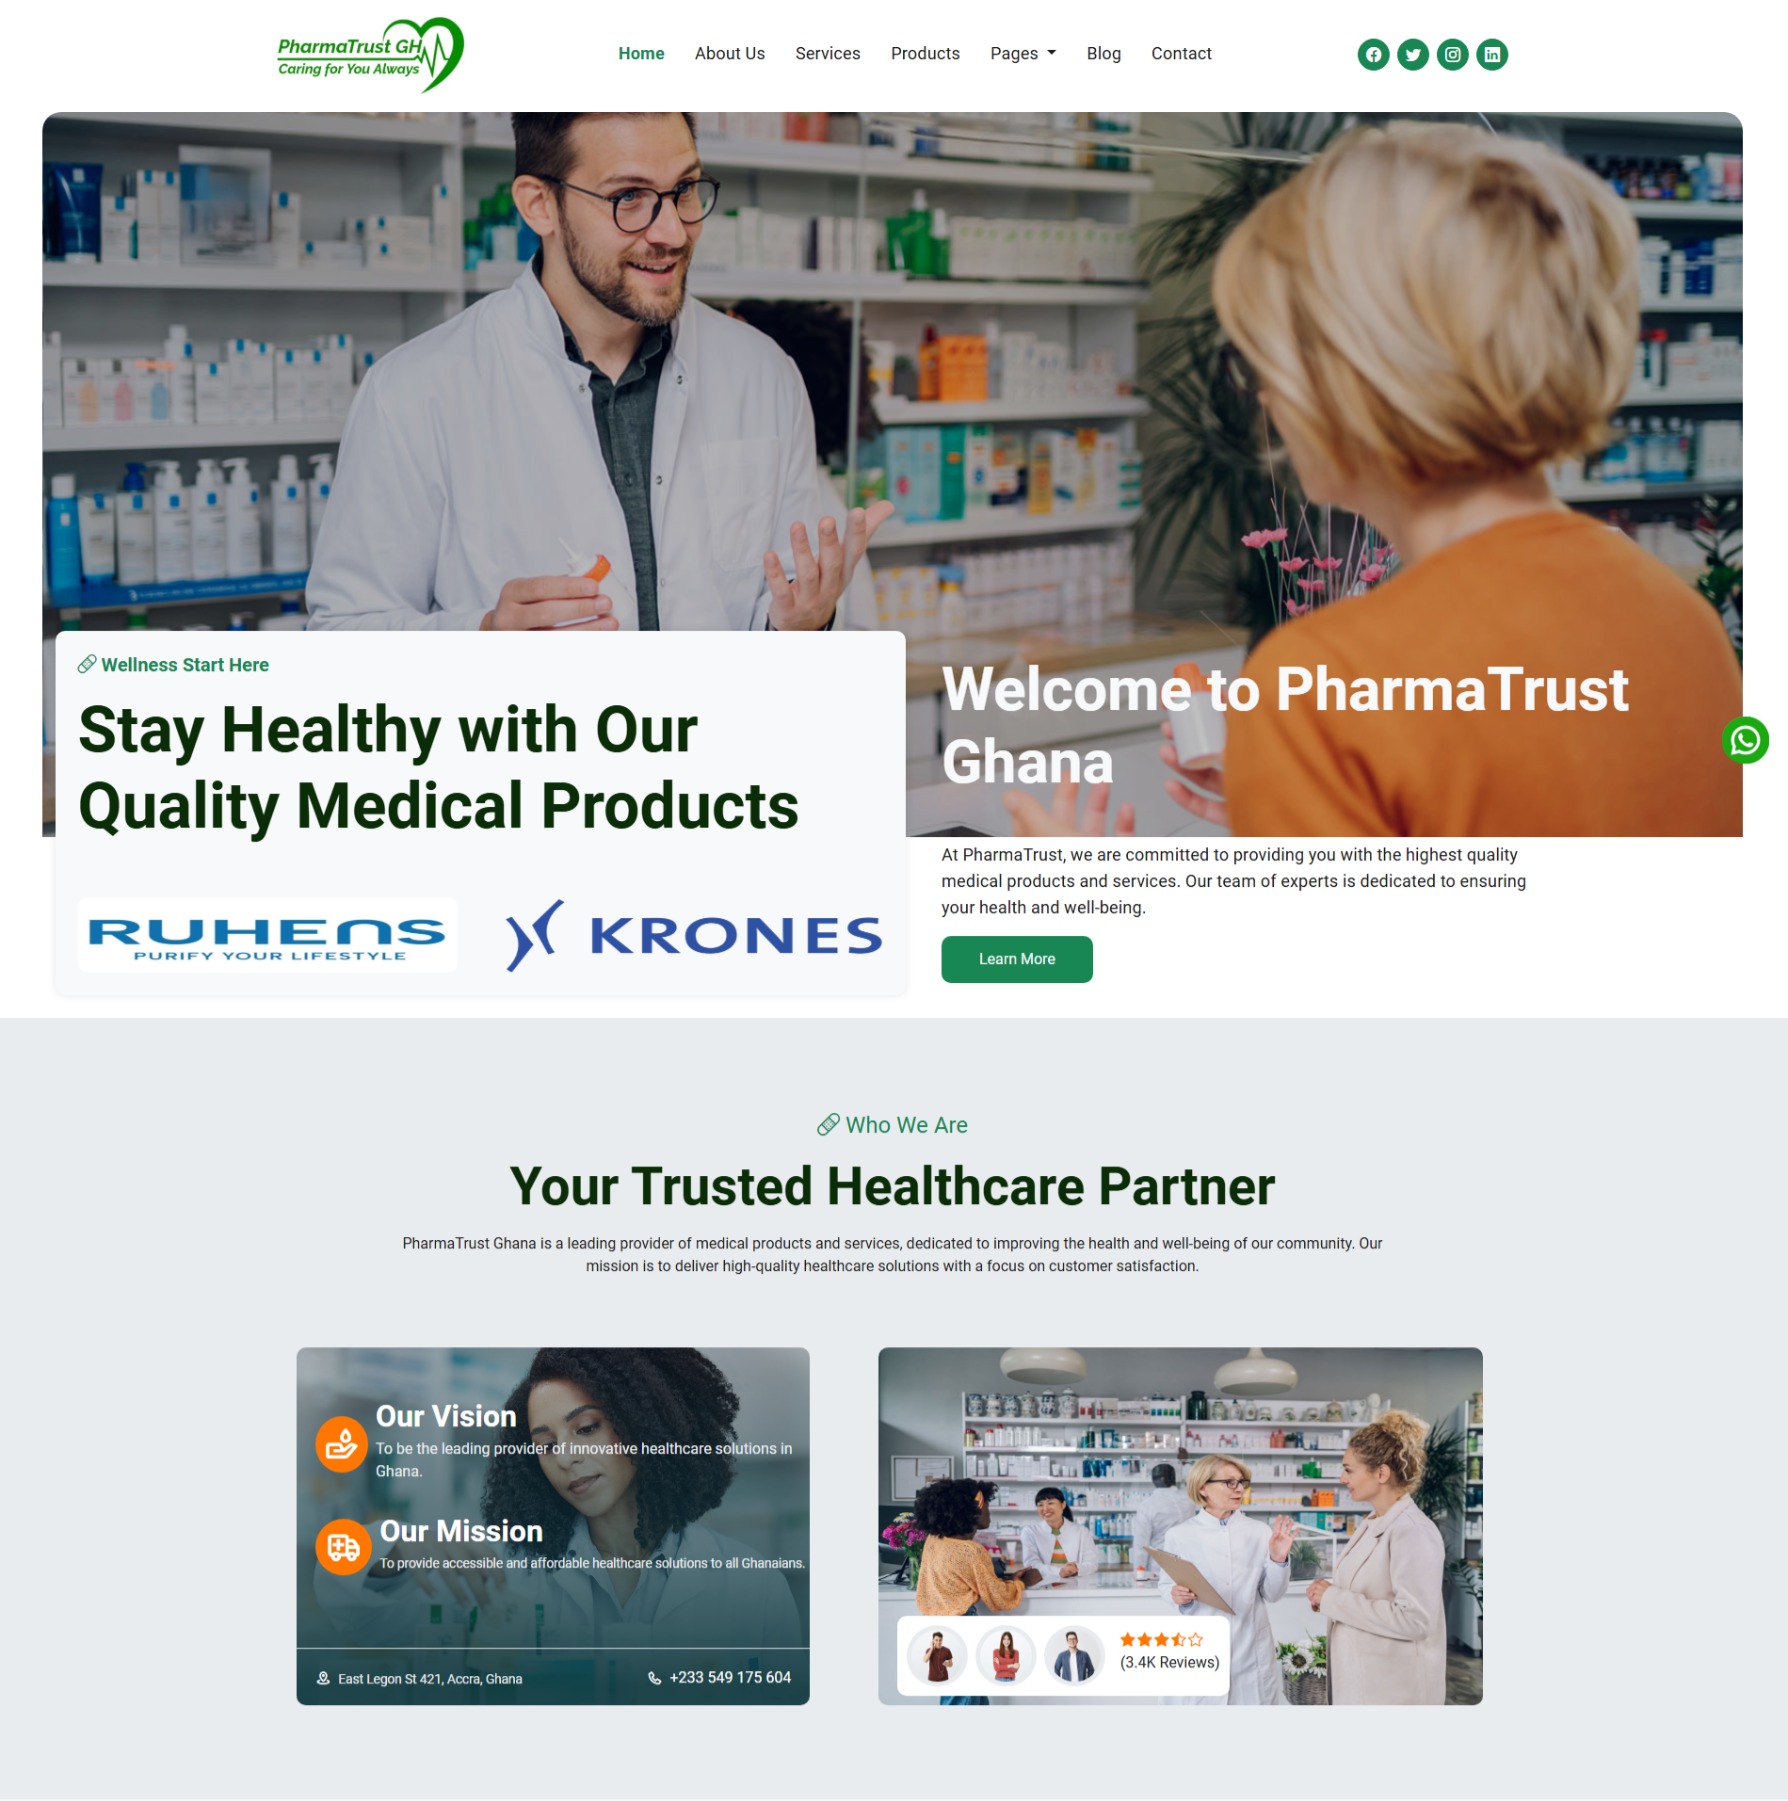 PharmaTrust GH
Caring for You Always
Home About Us Services Products Pages Blog Contact
Wellness Start Here
Stay Healthy with Our
Quality Medical Products
RUHENS
PURIFY YOUR LIFESTYLE
KRONES
Welcome to PharmaTrust
Ghana
At PharmaTrust, we are committed to providing you with the highest quality
medical products and services. Our team of experts is dedicated to ensuring
your health and well-being.
Learn More
Who We Are
Your Trusted Healthcare Partner
PharmaTrust Ghana is a leading provider of medical products and services, dedicated to improving the health and well-being of our community. Our
mission is to deliver high-quality healthcare solutions with a focus on customer satisfaction.
Our Vision
To be the leading provider of innovative healthcare solutions in
Ghana.
Our Mission
To provide accessible and affordable healthcare solutions to all Ghanaians.
East Legon St 421, Accra, Ghana
+233 549 175 604
(3.4K Reviews)